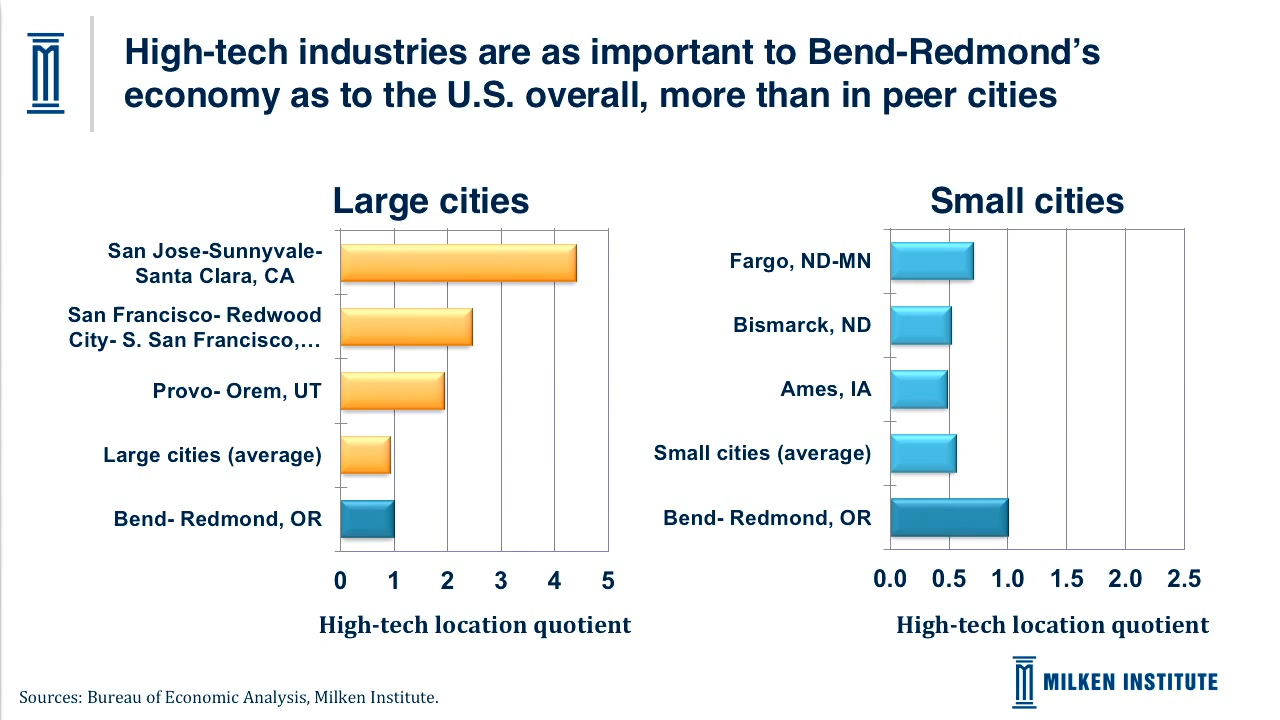 High-tech industries are as important to Bend-Redmond’s
economy as to the U.S. overall, more than in peer cities
Large cities
San Jose-Sunnyvale-
Santa Clara, CA
San Francisco- Redwood
City- S. San Francisco,…
Provo- Orem, UT
Large cities (average)
Bend- Redmond, OR
0 1 2 3 4 5
High-tech location quotient
Small cities
Fargo, ND-MN
Bismarck, ND
Ames, IA
Small cities (average)
Bend- Redmond, OR
0.0 0.5 1.0 1.5 2.0 2.5
High-tech location quotient
Sources: Bureau of Economic Analysis, Milken Institute.
MILKEN INSTITUTE